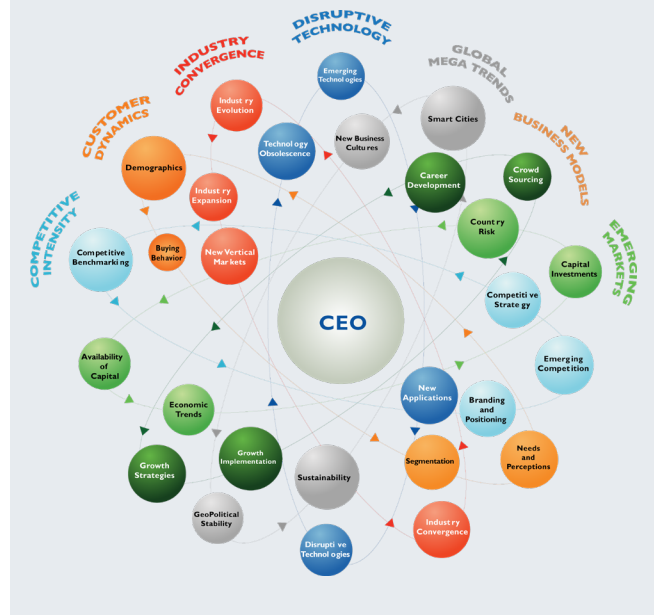 DISRUPTIVE
TECHNOLOGY
INDUSTRY
CONVERGENCE
GLOBAL
MEGA TRENDS
CUSTOMER
DYNAMICS
NEW
BUSINESS MODELS
COMPETITIVE
INTENSITY
EMERGING
MARKETS
Emerging
Technologies
Industry
Evolution
Smart Cities
Technology
Obsolescence
New Business
Cultures
Demographics
Career
Development
Crowd
Sourcing
Industry
Expansion
Country
Risk
Competitive
Benchmarking
Buying
Behavior
New Vertical
Markets
Capital
Investments
Competitive
Strategy
CEO
Availability
of
Capital
Emerging
Competition
New
Applications
Economic
Trends
Branding
and
Positioning
Growth
Implementation
Needs
and
Perceptions
Segmentation
Growth
Strategies
Sustainability
GeoPolitical
Stability
Industry
Convergence
Disruptive
Technologies